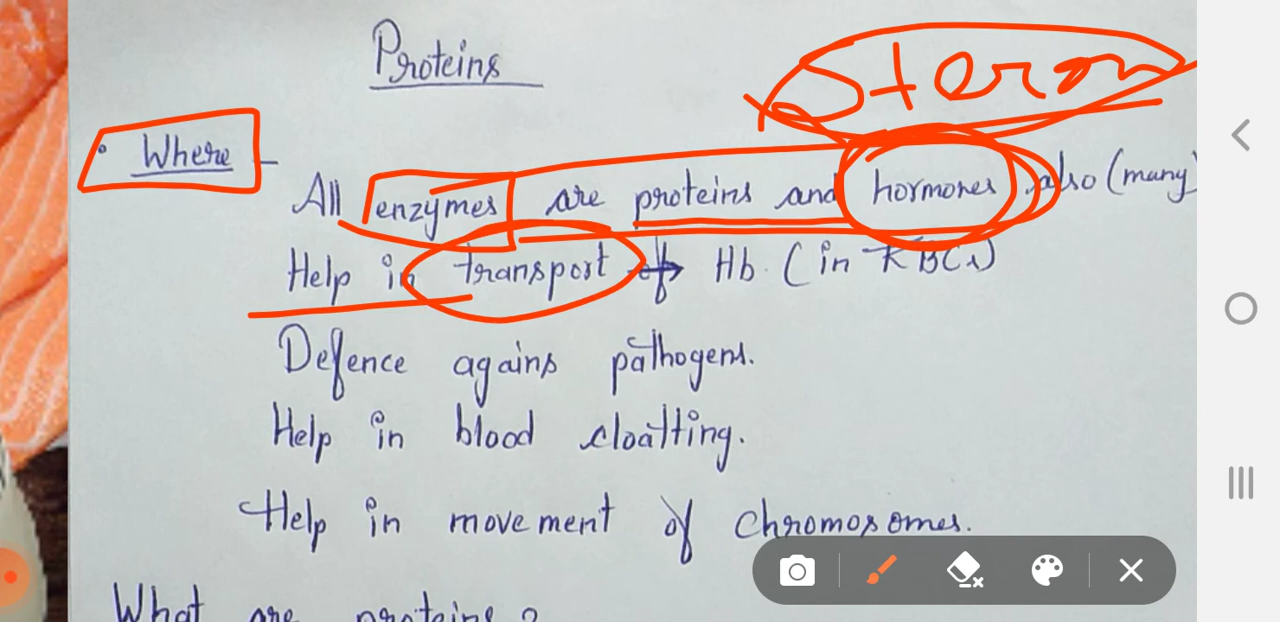 Proteins
Steron
• Where -
All enzymes are proteins and hormones also (many)
Help in transport of Hb. (in RBCs)
Defence agains pathogens.
Help in blood cloatting.
Help in movement of chromosomes.
What are proteins?